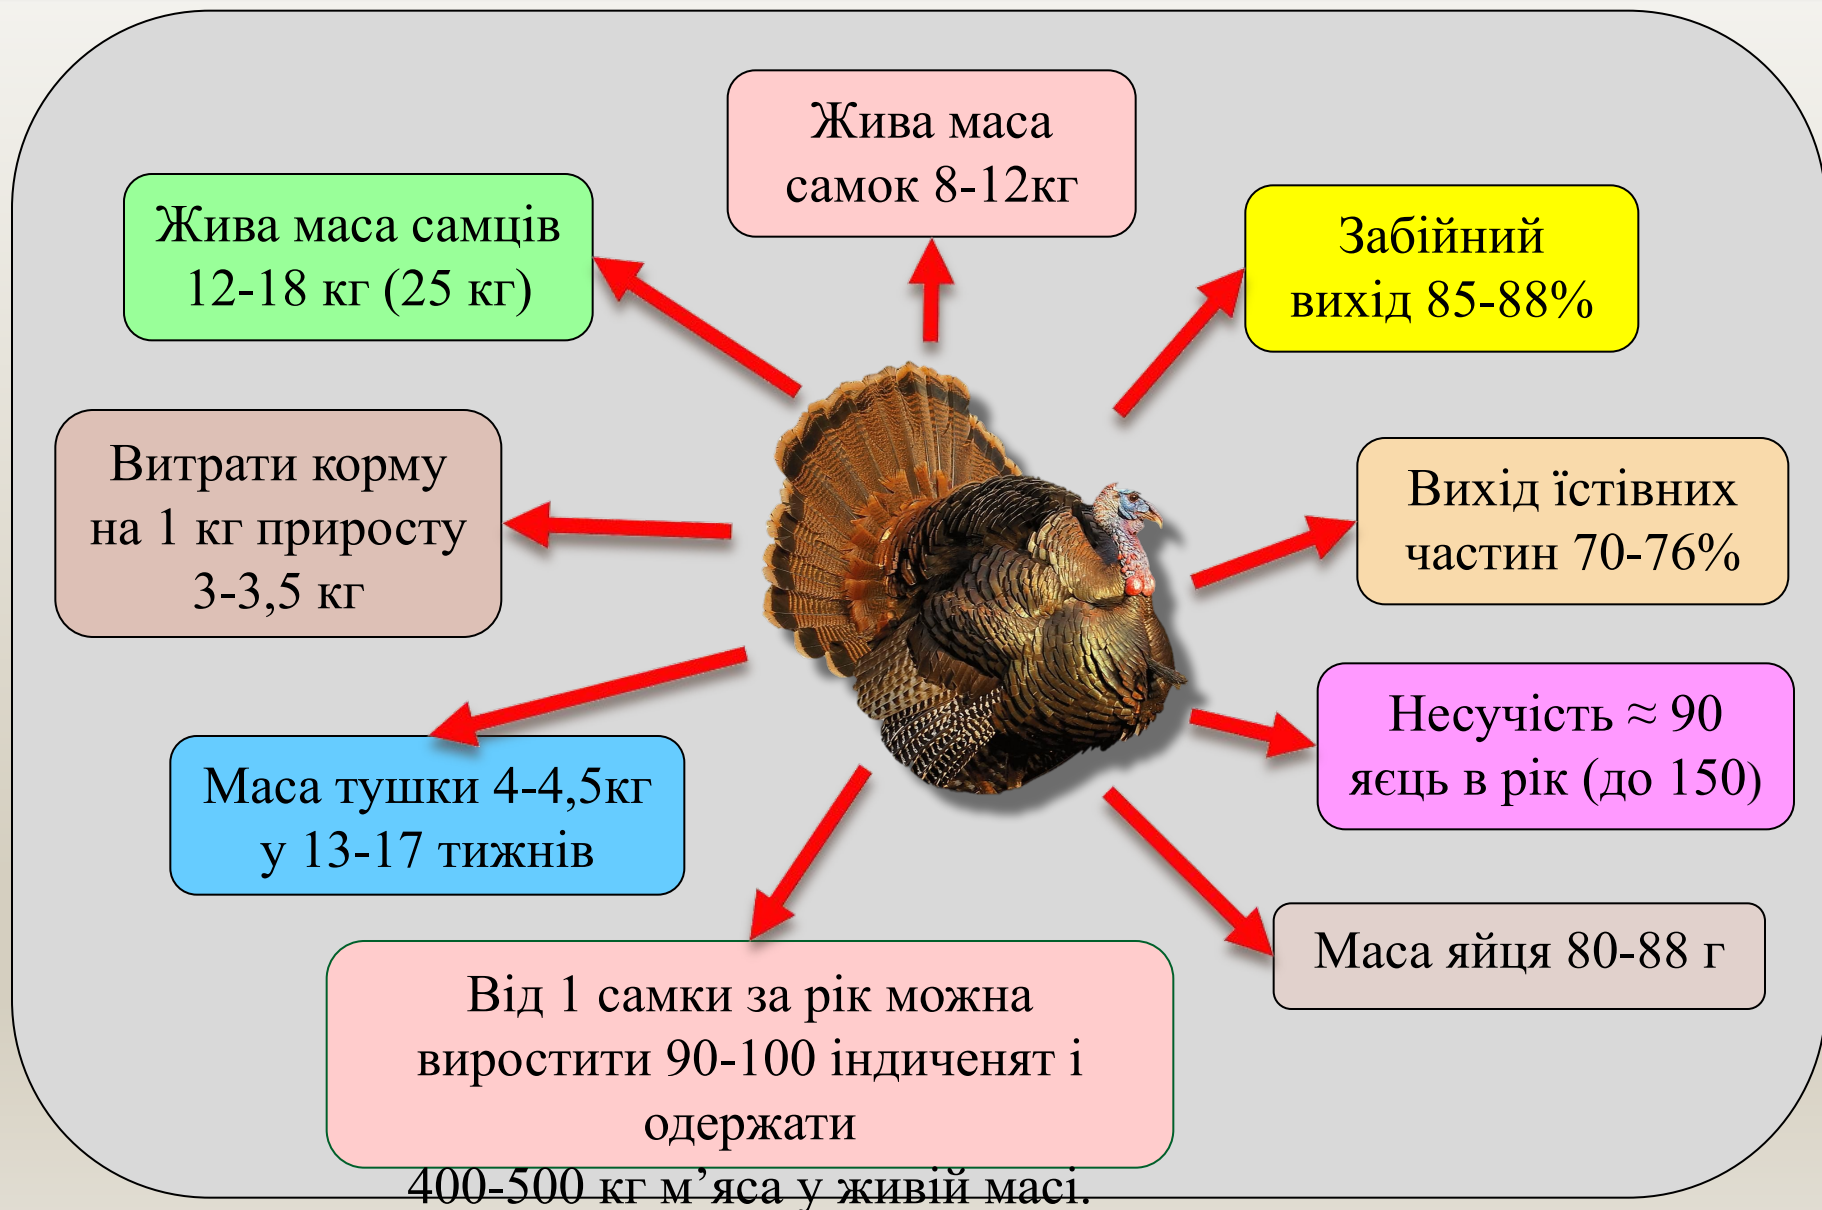 Жива маса
самок 8-12кг
Жива маса самців
12-18 кг (25 кг)
Забійний
вихід 85-88%
Витрати корму
на 1 кг приросту
3-3,5 кг
Вихід їстівних
частин 70-76%
Несучість ≈ 90
яєць в рік (до 150)
Маса тушки 4-4,5кг
у 13-17 тижнів
Маса яйця 80-88 г
Від 1 самки за рік можна
виростити 90-100 індиченят і
одержати
400-500 кг м’яса у живій масі.